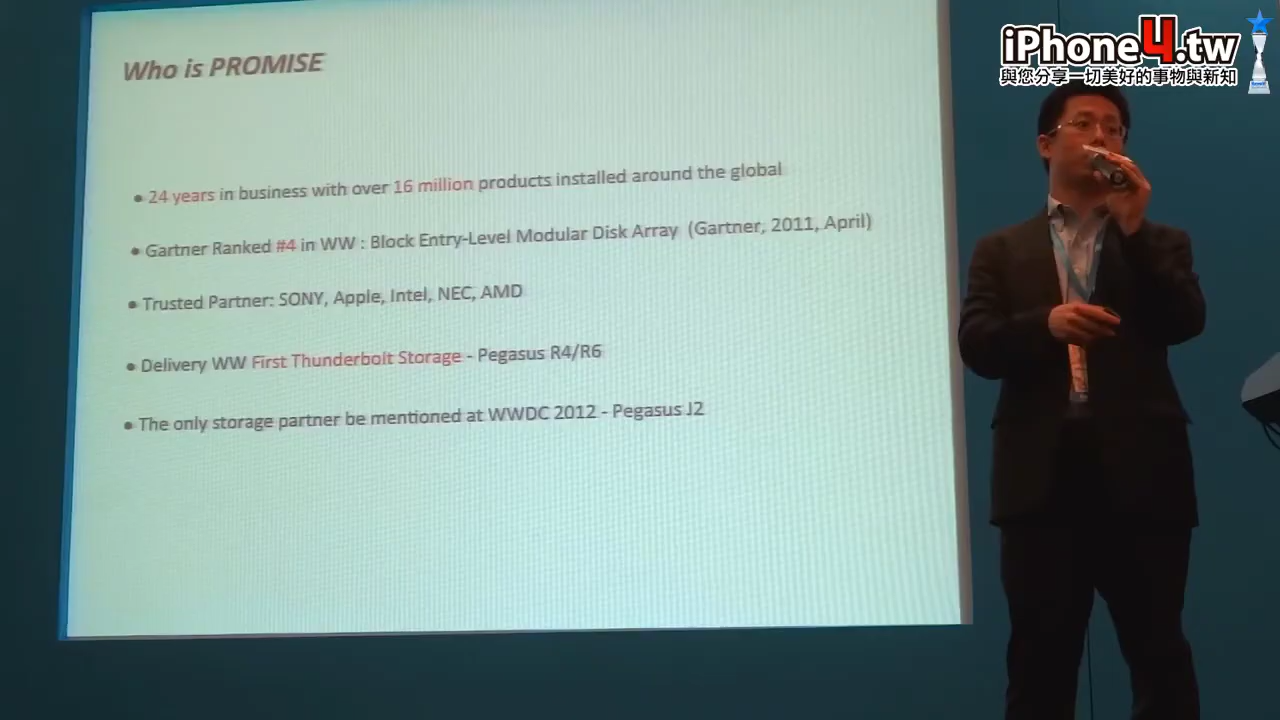 iPhone4.tw
與您分享一切美好的事物與新知
Who is PROMISE
• 24 years in business with over 16 million products installed around the global
• Gartner Ranked #4 in WW : Block Entry-Level Modular Disk Array (Gartner, 2011, April)
• Trusted Partner: SONY, Apple, Intel, NEC, AMD
• Delivery WW First Thunderbolt Storage - Pegasus R4/R6
• The only storage partner be mentioned at WWDC 2012 - Pegasus J2